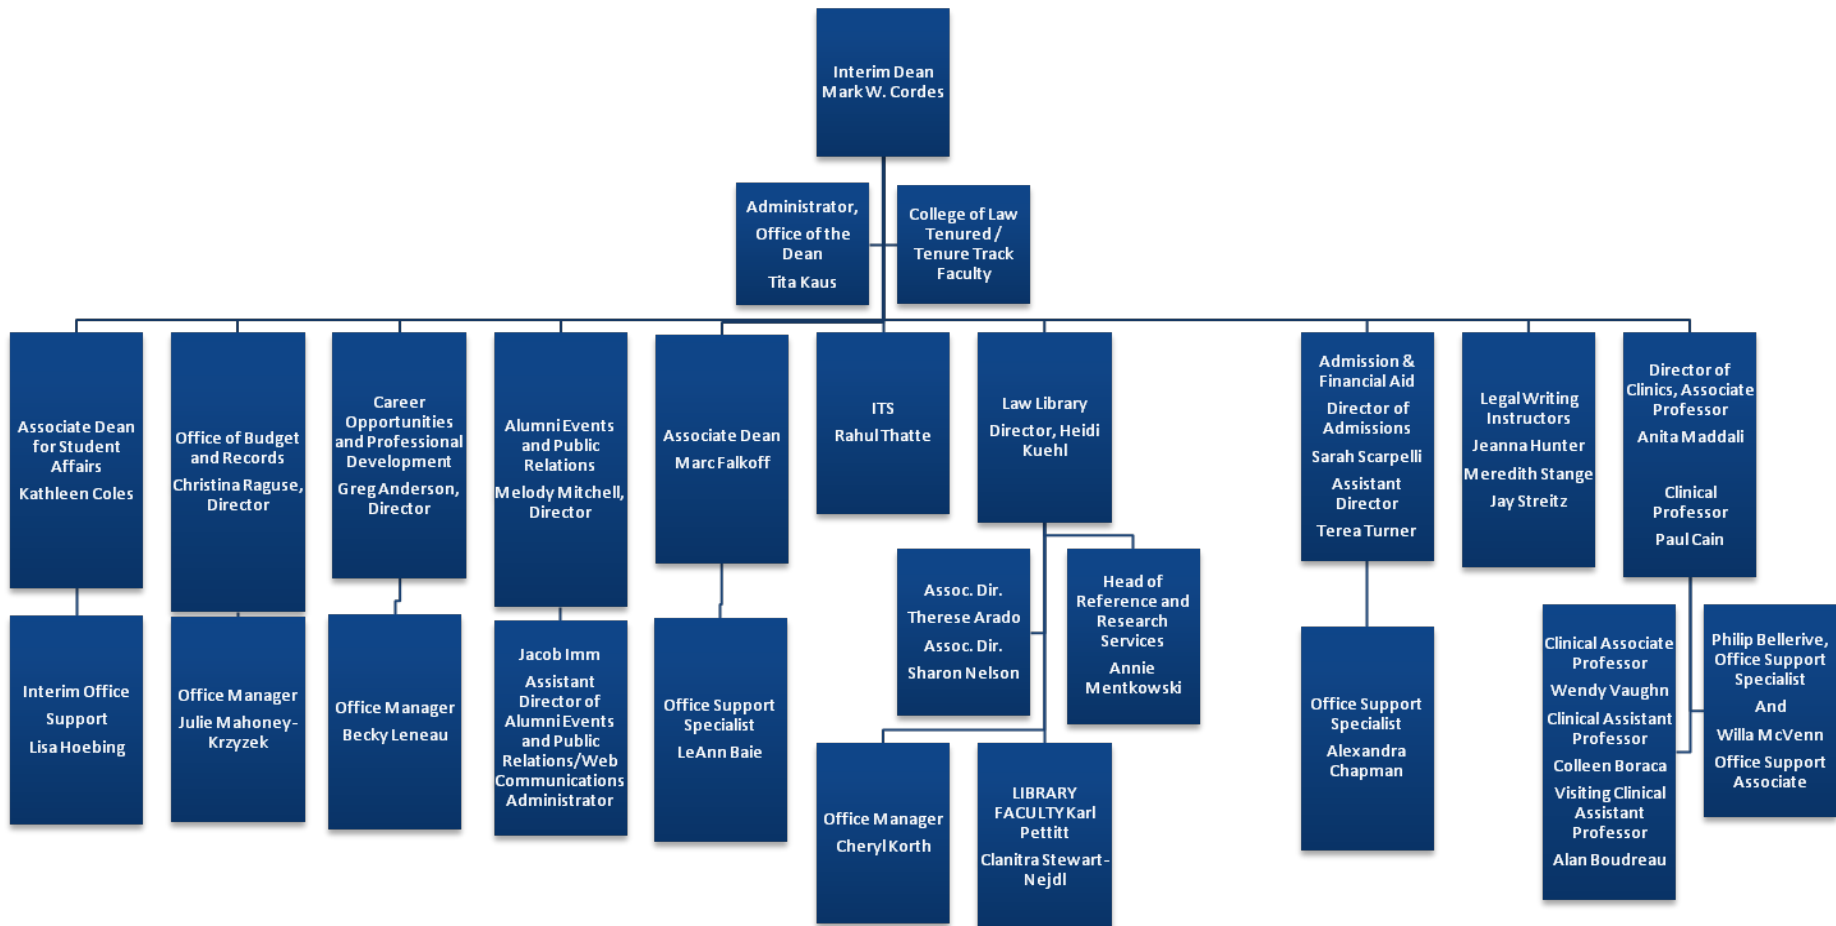 Interim Dean
Mark W. Cordes
Administrator,
Office of the
Dean
Tita Kaus
College of Law
Tenured /
Tenure Track
Faculty
Associate Dean
for Student
Affairs
Kathleen Coles
Office of Budget
and Records
Christina Raguse,
Director
Career
Opportunities
and Professional
Development
Greg Anderson,
Director
Alumni Events
and Public
Relations
Melody Mitchell,
Director
Associate Dean
Marc Falkoff
ITS
Rahul Thatte
Law Library
Director, Heidi
Kuehl
Admission &
Financial Aid
Director of
Admissions
Sarah Scarpelli
Assistant
Director
Terea Turner
Legal Writing
Instructors
Jeanna Hunter
Meredith Stange
Jay Streitz
Director of
Clinics, Associate
Professor
Anita Maddali
Clinical
Professor
Paul Cain
Interim Office
Support
Lisa Hoebing
Office Manager
Julie Mahoney-
Krzyzek
Office Manager
Becky Leneau
Jacob Imm
Assistant
Director of
Alumni Events
and Public
Relations/Web
Communications
Administrator
Office Support
Specialist
LeAnn Baie
Assoc. Dir.
Therese Arado
Assoc. Dir.
Sharon Nelson
Head of
Reference and
Research
Services
Annie
Mentkowski
Office Manager
Cheryl Korth
LIBRARY
FACULTY Karl
Pettitt
Clanitra Stewart-
Nejdl
Office Support
Specialist
Alexandra
Chapman
Clinical Associate
Professor
Wendy Vaughn
Clinical Assistant
Professor
Colleen Boraca
Visiting Clinical
Assistant
Professor
Alan Boudreau
Philip Bellerive,
Office Support
Specialist
And
Willa McVenn
Office Support
Associate